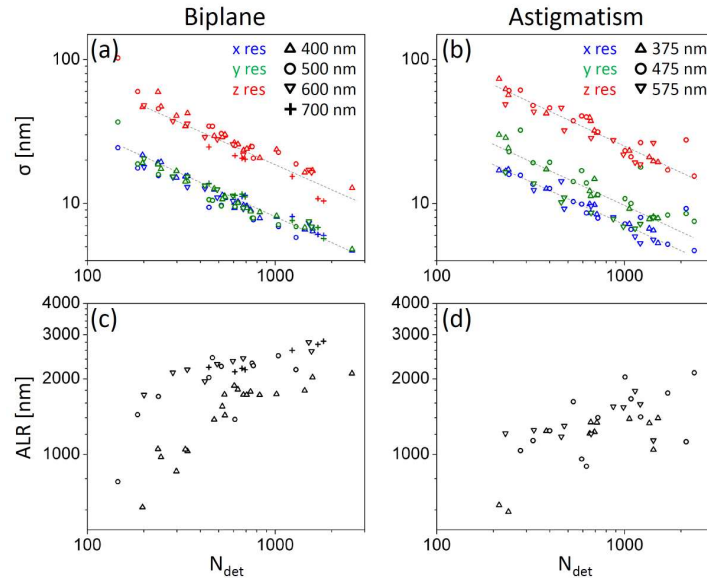 Biplane
Astigmatism
(a)
x res △ 400 nm
y res ○ 500 nm
z res ▽ 600 nm
+ 700 nm
(b)
x res △ 375 nm
y res ○ 475 nm
z res ▽ 575 nm
σ [nm]
100
10
100
1000
100
10
100
1000
(c)
(d)
ALR [nm]
4000
3000
2000
1000
100
1000
4000
3000
2000
1000
100
1000
N_det
N_det